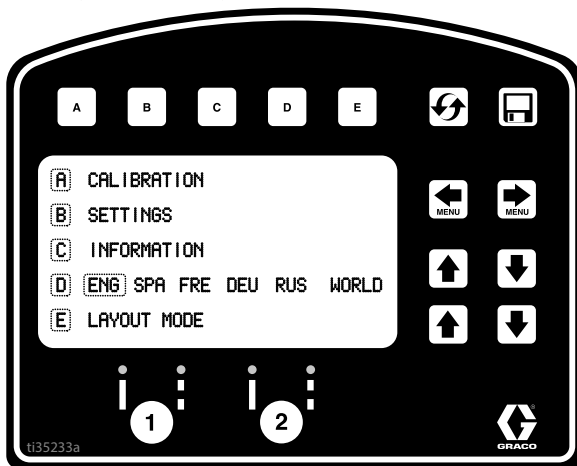 A B C D E
A CALIBRATION
MENU MENU
B SETTINGS
C INFORMATION
D ENG SPA FRE DEU RUS WORLD
E LAYOUT MODE
1 2
ti35233a
G
GRACO